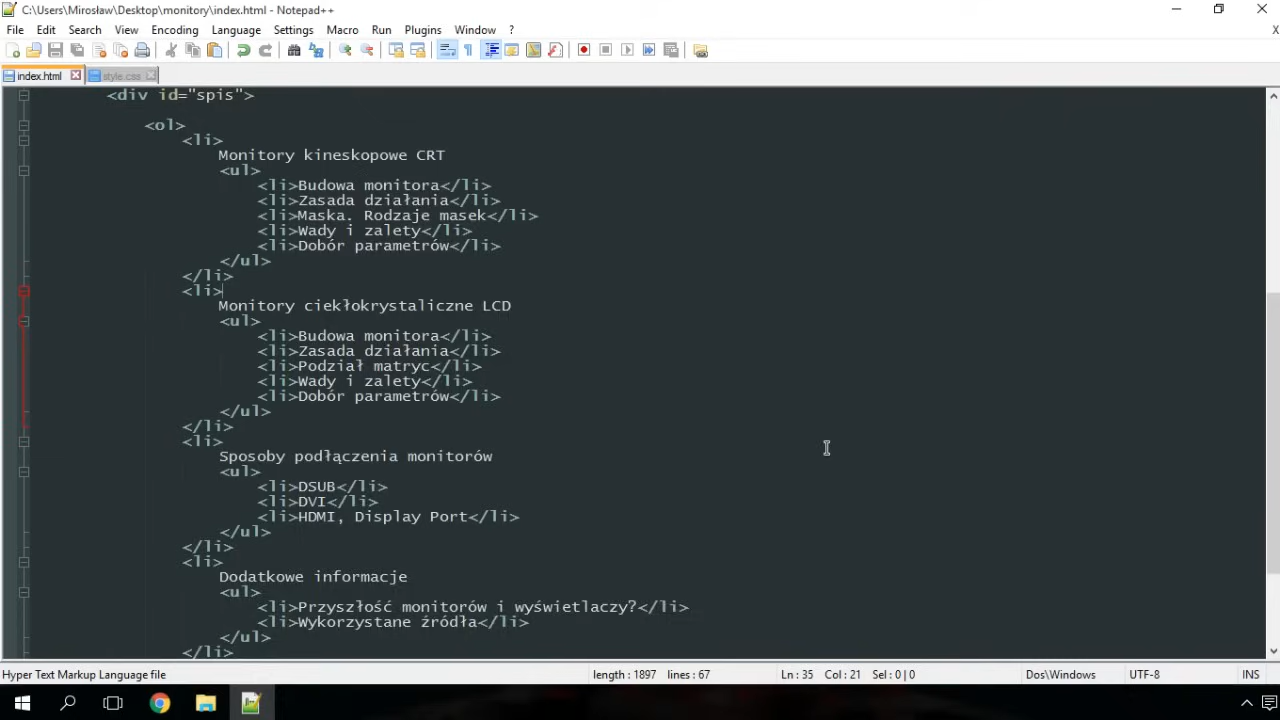 C:\Users\Mirosław\Desktop\monitory\index.html - Notepad++
File Edit Search View Encoding Language Settings Macro Run Plugins Window ? X
index.html style.css
<div id="spis">
<ol>
<li>
Monitory kineskopowe CRT
<ul>
<li>Budowa monitora</li>
<li>Zasada działania</li>
<li>Maska. Rodzaje masek</li>
<li>Wady i zalety</li>
<li>Dobór parametrów</li>
</ul>
</li>
<li>
Monitory ciekłokrystaliczne LCD
<ul>
<li>Budowa monitora</li>
<li>Zasada działania</li>
<li>Podział matryc</li>
<li>Wady i zalety</li>
<li>Dobór parametrów</li>
</ul>
</li>
<li>
Sposoby podłączenia monitorów
<ul>
<li>DSUB</li>
<li>DVI</li>
<li>HDMI, Display Port</li>
</ul>
</li>
<li>
Dodatkowe informacje
<ul>
<li>Przyszłość monitorów i wyświetlaczy?</li>
<li>Wykorzystane źródła</li>
</ul>
</li>
Hyper Text Markup Language file length : 1897 lines : 67 Ln : 35 Col : 21 Sel : 0 | 0 Dos\Windows UTF-8 INS